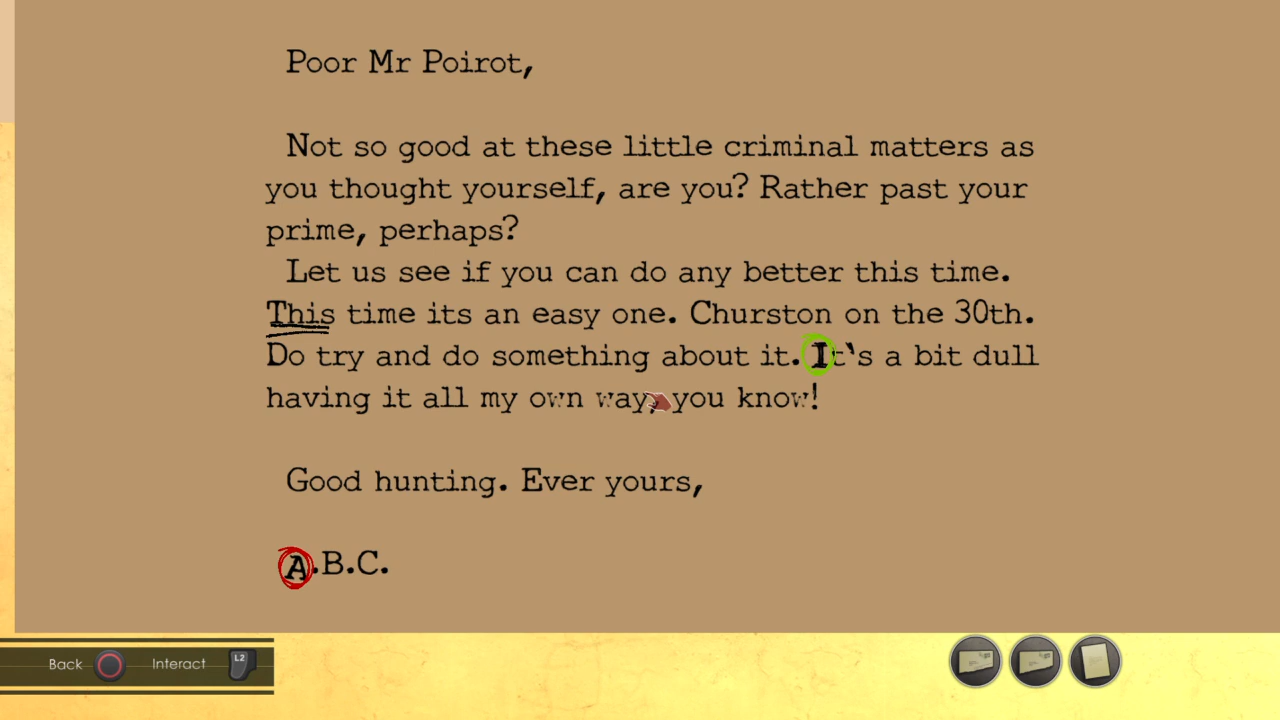 Poor Mr Poirot,
Not so good at these little criminal matters as
you thought yourself, are you? Rather past your
prime, perhaps?
Let us see if you can do any better this time.
This time its an easy one. Churston on the 30th.
Do try and do something about it. It's a bit dull
having it all my own way, you know!
Good hunting. Ever yours,
A.B.C.
Back Interact L2